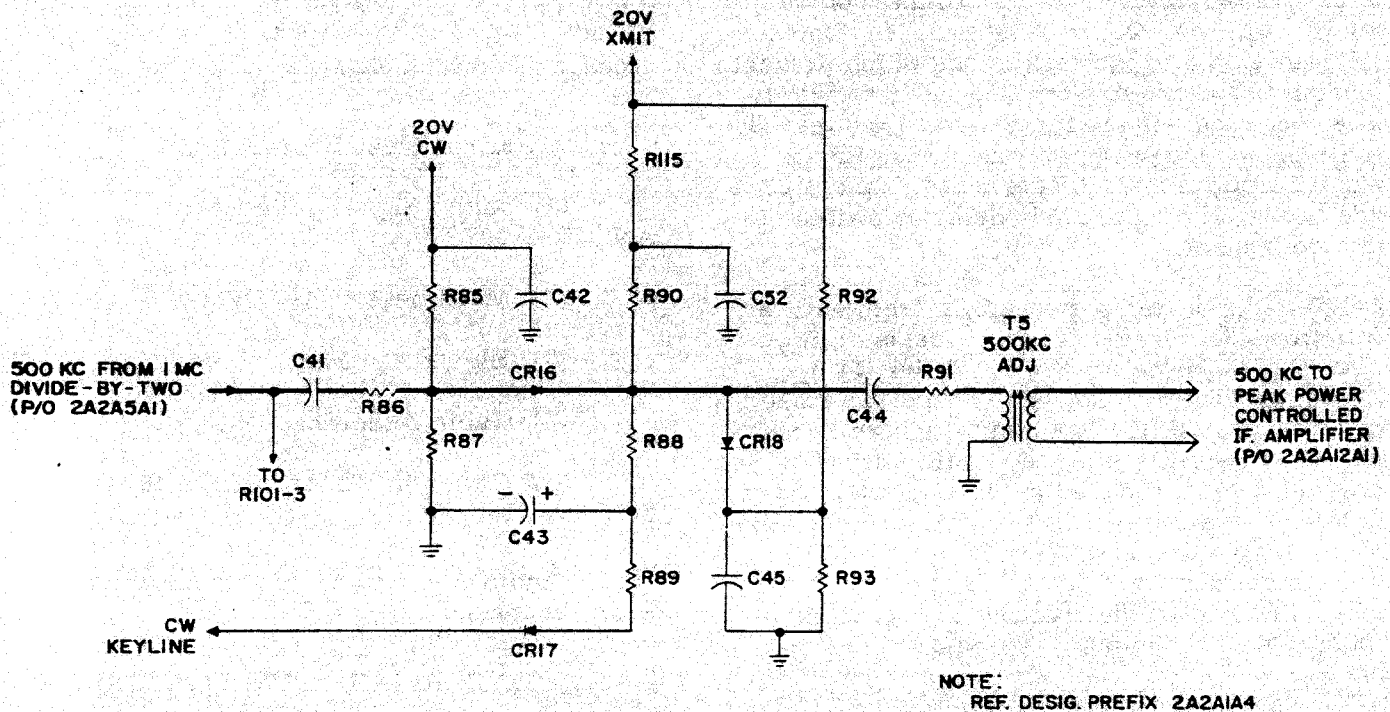 20V
XMIT
20V
CW
R115
R85
C42
R90
C52
R92
T5
500KC
ADJ
500 KC FROM 1 MC
DIVIDE-BY-TWO
(P/O 2A2A5A1)
C41
R86
CR16
C44
R91
500 KC TO
PEAK POWER
CONTROLLED
IF. AMPLIFIER
(P/O 2A2A12A1)
TO
R101-3
R87
R88
CR18
- +
C43
R89
C45
R93
CW
KEYLINE
CR17
NOTE:
REF. DESIG. PREFIX 2A2A1A4